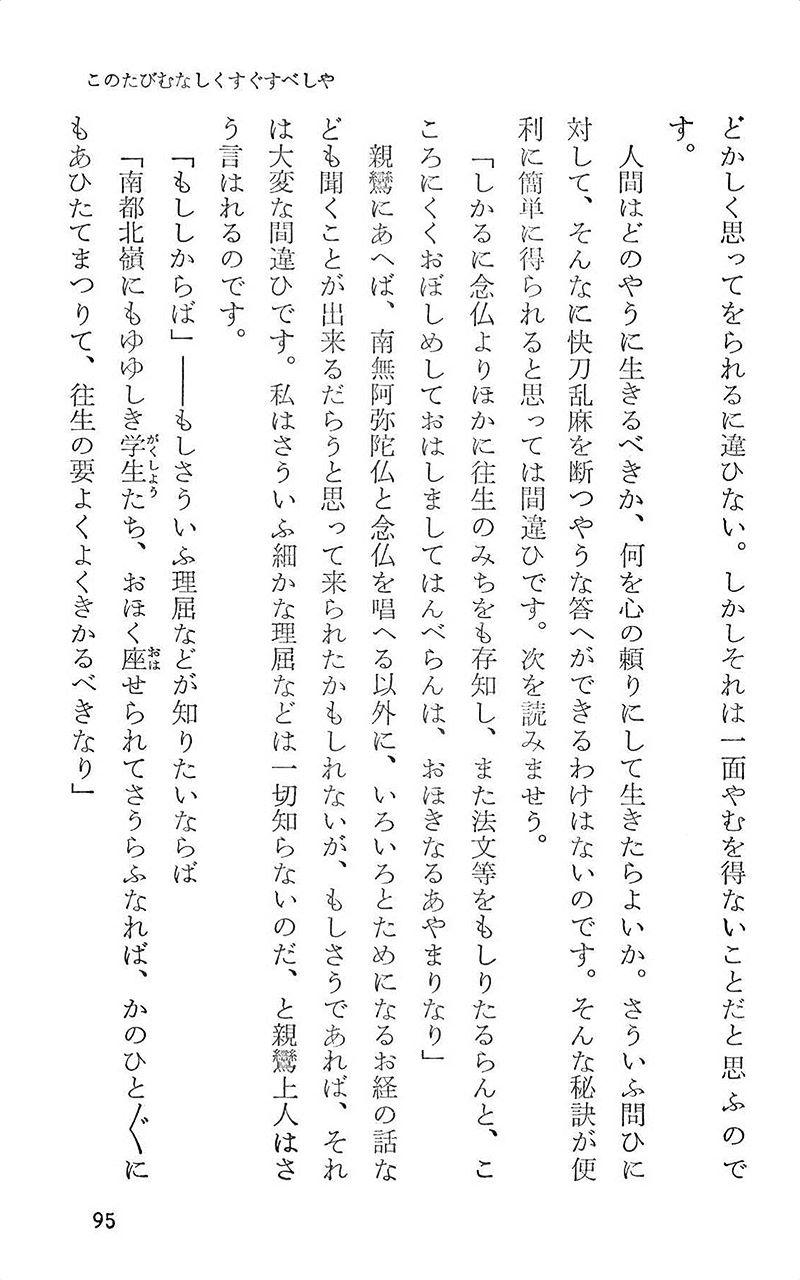 このたびむなしくすぐすべしや
どかしく思ってをられるに違ひない。しかしそれは一面やむを得ないことだと思ふので
す。
人間はどのやうに生きるべきか、何を心の頼りにして生きたらよいか。さういふ問ひに
対して、そんなに快刀乱麻を断つやうな答へができるわけはないのです。そんな秘訣が便
利に簡単に得られると思っては間違ひです。次を読みませう。
「しかるに念仏よりほかに往生のみちをも存知し、また法文等をもしりたるらんと、こ
ころにくくおぼしめしておはしましてはんべらんは、おほきなるあやまりなり」
親鸞にあへば、南無阿弥陀仏と念仏を唱へる以外に、いろいろとためになるお経の話な
ども聞くことが出来るだらうと思って来られたかもしれないが、もしさうであれば、それ
は大変な間違ひです。私はさういふ細かな理屈などは一切知らないのだ、と親鸞上人はさ
う言はれるのです。
「もししからば」――もしさういふ理屈などが知りたいならば
「南都北嶺にもゆゆしき学生たち、おほく座せられてさうらふなれば、かのひと〴〵に
がくしょう
おは
もあひたてまつりて、往生の要よくよくきかるべきなり」
95